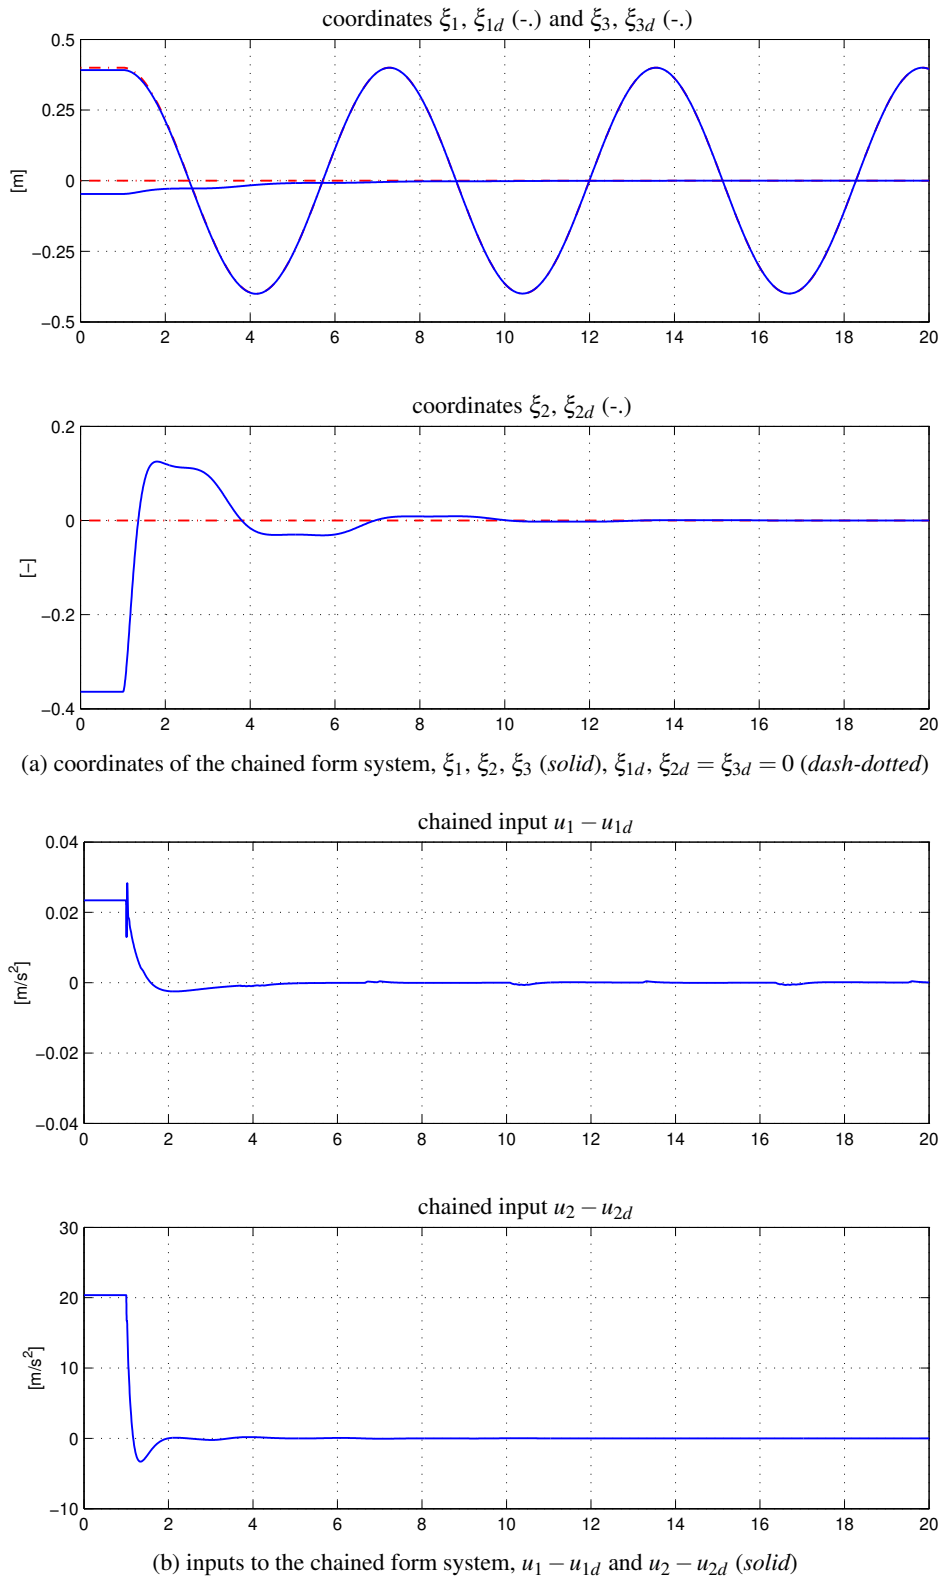 coordinates ξ1, ξ1d (-.) and ξ3, ξ3d (-.)
0.5
0.25
0
−0.25
−0.5
[m]
0 2 4 6 8 10 12 14 16 18 20
coordinates ξ2, ξ2d (-.)
0.2
0
−0.2
−0.4
[−]
0 2 4 6 8 10 12 14 16 18 20
(a) coordinates of the chained form system, ξ1, ξ2, ξ3 (solid), ξ1d, ξ2d = ξ3d = 0 (dash-dotted)
chained input u1 − u1d
0.04
0.02
0
−0.02
−0.04
[m/s²]
0 2 4 6 8 10 12 14 16 18 20
chained input u2 − u2d
30
20
10
0
−10
[m/s²]
0 2 4 6 8 10 12 14 16 18 20
(b) inputs to the chained form system, u1 − u1d and u2 − u2d (solid)